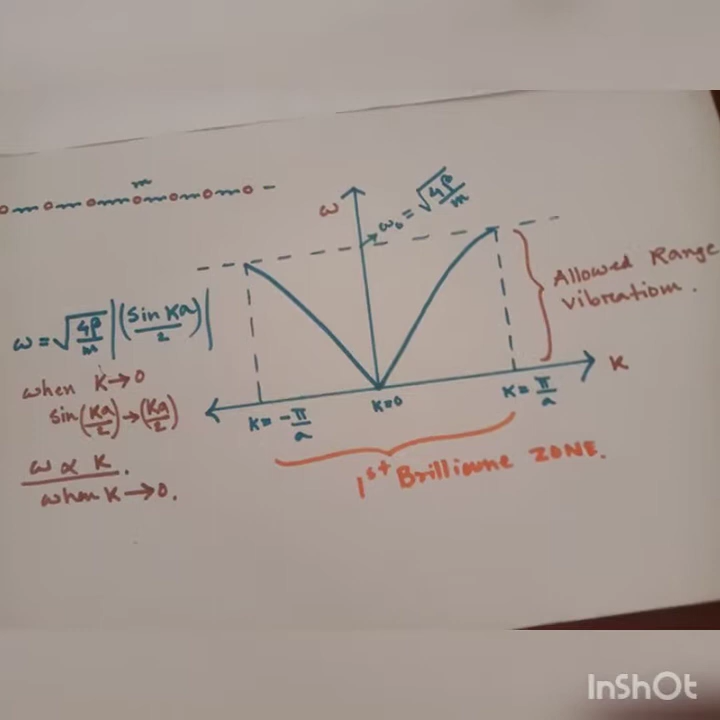 m
ω
ω₀ = √(4β/m)
Allowed Range
vibration.
ω = √(4β/m) |(sin Ka/2)|
when K→0
sin(Ka/2)→(Ka/2)
ω ∝ K.
when K→0.
K
K = -π/a
K=0
K = π/a
1st Brillioune ZONE.
InShOt